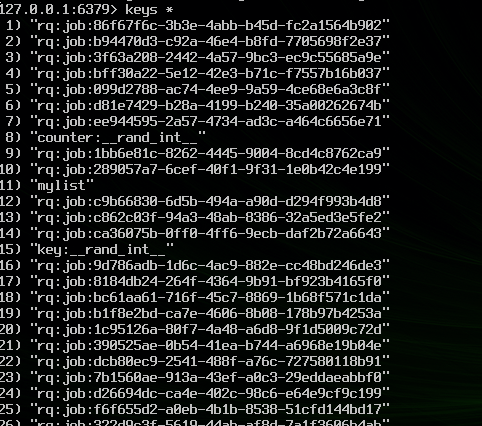 127.0.0.1:6379> keys *
1) "rq:job:86f67f6c-3b3e-4abb-b45d-fc2a1564b902"
2) "rq:job:b94470d3-c92a-46e4-b8fd-7705698f2e37"
3) "rq:job:3f63a208-2442-4a57-9bc3-ec9c55685a9e"
4) "rq:job:bff30a22-5e12-42e3-b71c-f7557b16b037"
5) "rq:job:099d2788-ac74-4ee9-9a59-4ce68e6a3c8f"
6) "rq:job:d81e7429-b28a-4199-b240-35a00262674b"
7) "rq:job:ee944595-2a57-4734-ad3c-a464c6656e71"
8) "counter:__rand_int__"
9) "rq:job:1bb6e81c-8262-4445-9004-8cd4c8762ca9"
10) "rq:job:289057a7-6cef-40f1-9f31-1e0b42c4e199"
11) "mylist"
12) "rq:job:c9b66830-6d5b-494a-a90d-d294f993b4d8"
13) "rq:job:c862c03f-94a3-48ab-8386-32a5ed3e5fe2"
14) "rq:job:ca36075b-0ff0-4ff6-9ecb-daf2b72a6643"
15) "key:__rand_int__"
16) "rq:job:9d786adb-1d6c-4ac9-882e-cc48bd246de3"
17) "rq:job:8184db24-264f-4364-9b91-bf923b4165f0"
18) "rq:job:bc61aa61-716f-45c7-8869-1b68f571c1da"
19) "rq:job:b1f8e2bd-ca7e-4606-8b08-178b97b4253a"
20) "rq:job:1c95126a-80f7-4a48-a6d8-9f1d5009c72d"
21) "rq:job:390525ae-0b54-41ea-b744-a6968e19b04e"
22) "rq:job:dcb80ec9-2541-488f-a76c-727580118b91"
23) "rq:job:7b1560ae-913a-43ef-a0c3-29eddaeabbf0"
24) "rq:job:d26694dc-ca4e-402c-98c6-e64e9cf9c199"
25) "rq:job:f6f655d2-a0eb-4b1b-8538-51cfd144bd17"